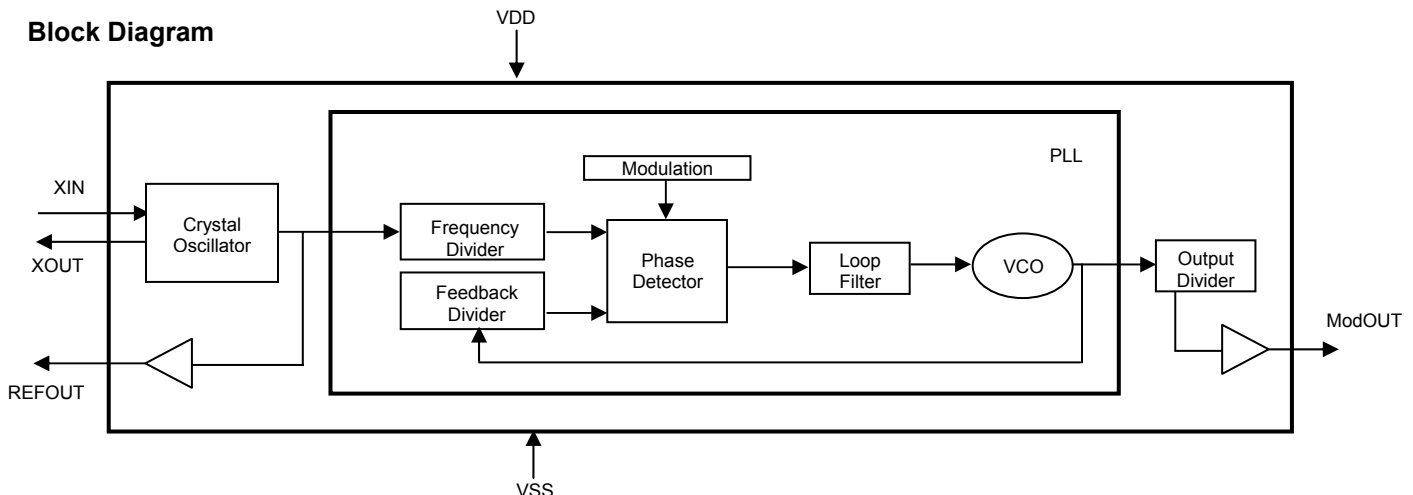 Block Diagram
VDD
PLL
Modulation
XIN
Crystal
Oscillator
XOUT
Frequency
Divider
Feedback
Divider
Phase
Detector
Loop
Filter
VCO
Output
Divider
ModOUT
REFOUT
VSS